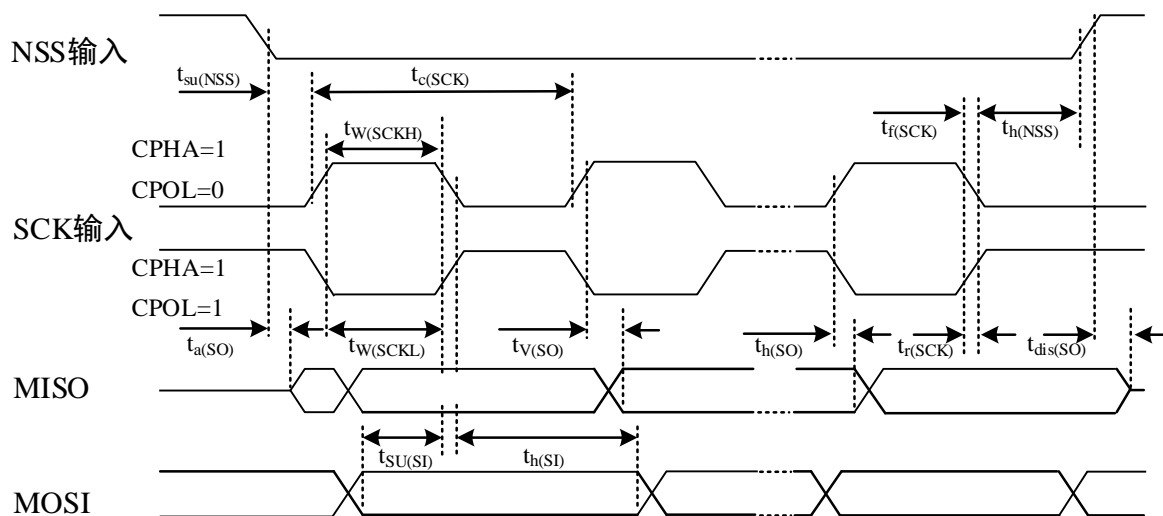 NSS输入
tsu(NSS)
tc(SCK)
tW(SCKH)
tf(SCK)
th(NSS)
CPHA=1
CPOL=0
SCK输入
CPHA=1
CPOL=1
ta(SO)
tW(SCKL)
tV(SO)
th(SO)
tr(SCK)
tdis(SO)
MISO
tSU(SI)
th(SI)
MOSI